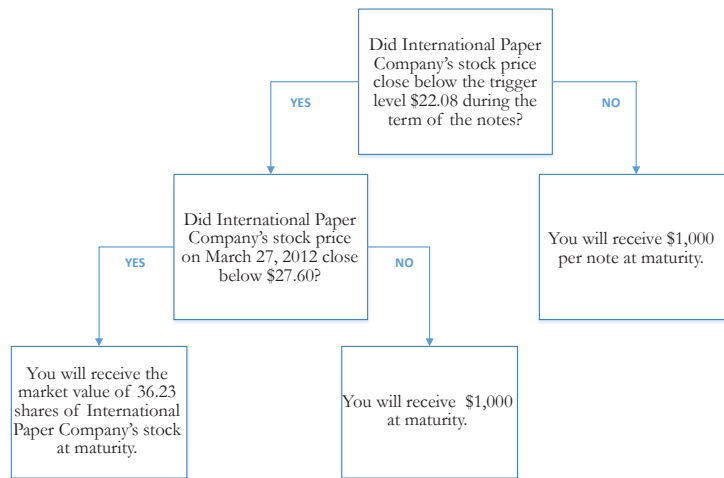 Did International Paper
Company's stock price
close below the trigger
level $22.08 during the
term of the notes?
YES
NO
Did International Paper
Company's stock price
on March 27, 2012 close
below $27.60?
You will receive $1,000
per note at maturity.
YES
NO
You will receive the
market value of 36.23
shares of International
Paper Company's stock
at maturity.
You will receive $1,000
at maturity.